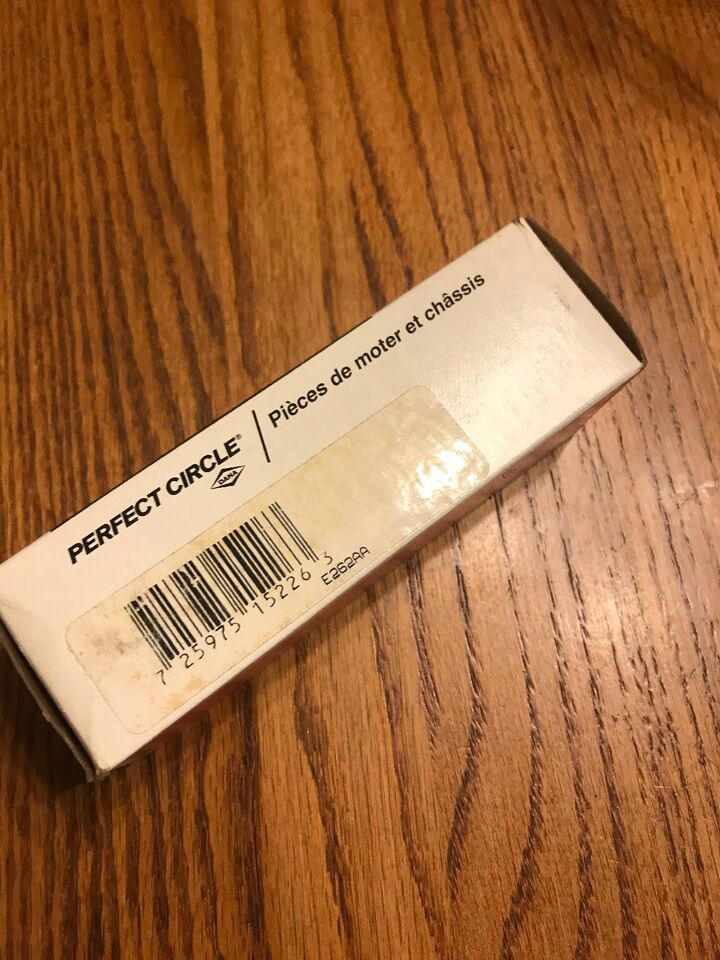 PERFECT CIRCLE® | Pièces de moter et châssis
DANA
7 25975 15226 3
E262AA